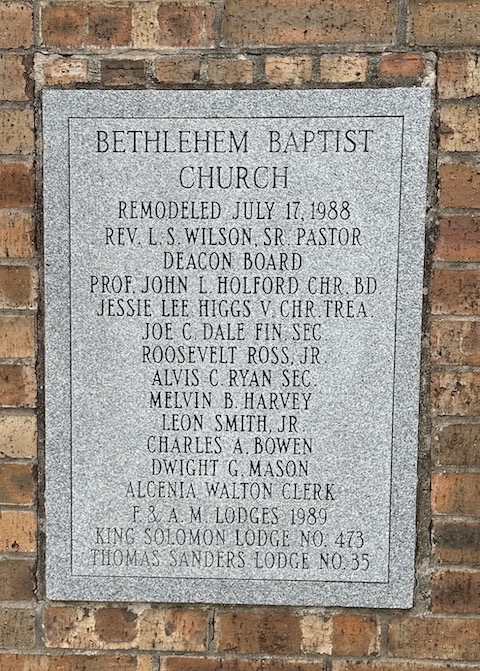 BETHLEHEM BAPTIST
CHURCH
REMODELED JULY 17, 1988
REV. L. S. WILSON, SR. PASTOR
DEACON BOARD
PROF. JOHN L. HOLFORD CHR. BD
JESSIE LEE HIGGS V. CHR. TREA.
JOE C. DALE FIN. SEC
ROOSEVELT ROSS, JR.
ALVIS C. RYAN SEC.
MELVIN B. HARVEY
LEON SMITH, JR
CHARLES A. BOWEN
DWIGHT G. MASON
ALCENIA WALTON CLERK
F. & A. M. LODGES 1989
KING SOLOMON LODGE NO. 473
THOMAS SANDERS LODGE NO. 35